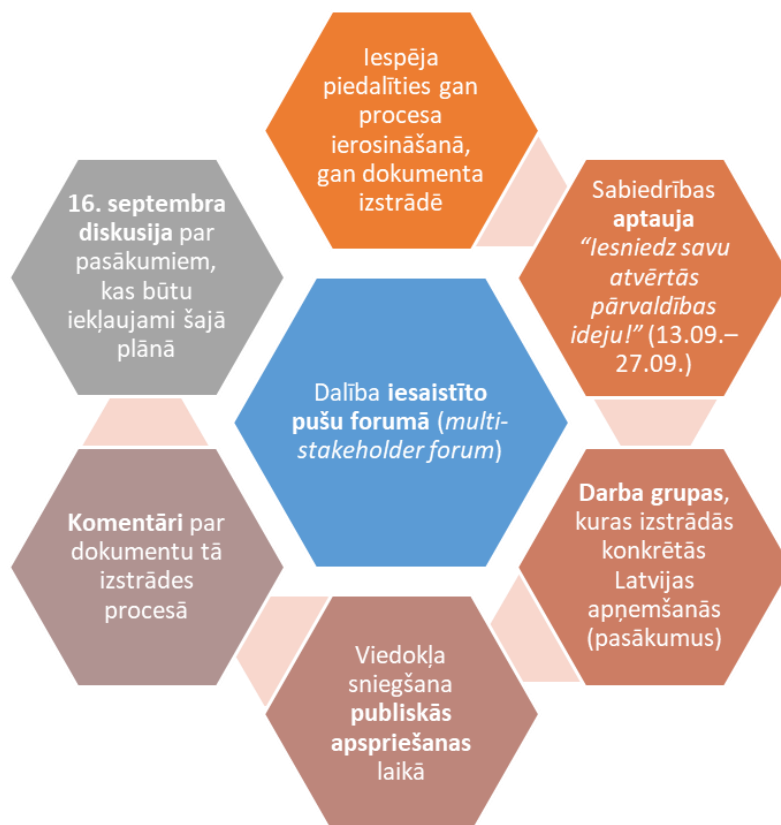 Iespēja
piedalīties gan
procesa
ierosināšanā,
gan dokumenta
izstrādē
Sabiedrības
aptauja
“Iesniedz savu
atvērtās
pārvaldības
ideju!” (13.09.–
27.09.)
Darba grupas,
kuras izstrādās
konkrētās
Latvijas
apņemšanās
(pasākumus)
Viedokļa
sniegšana
publiskās
apspriešanas
laikā
Komentāri par
dokumentu tā
izstrādes
procesā
16. septembra
diskusija par
pasākumiem,
kas būtu
iekļaujami šajā
plānā
Dalība iesaistīto
pušu forumā (multi-
stakeholder forum)